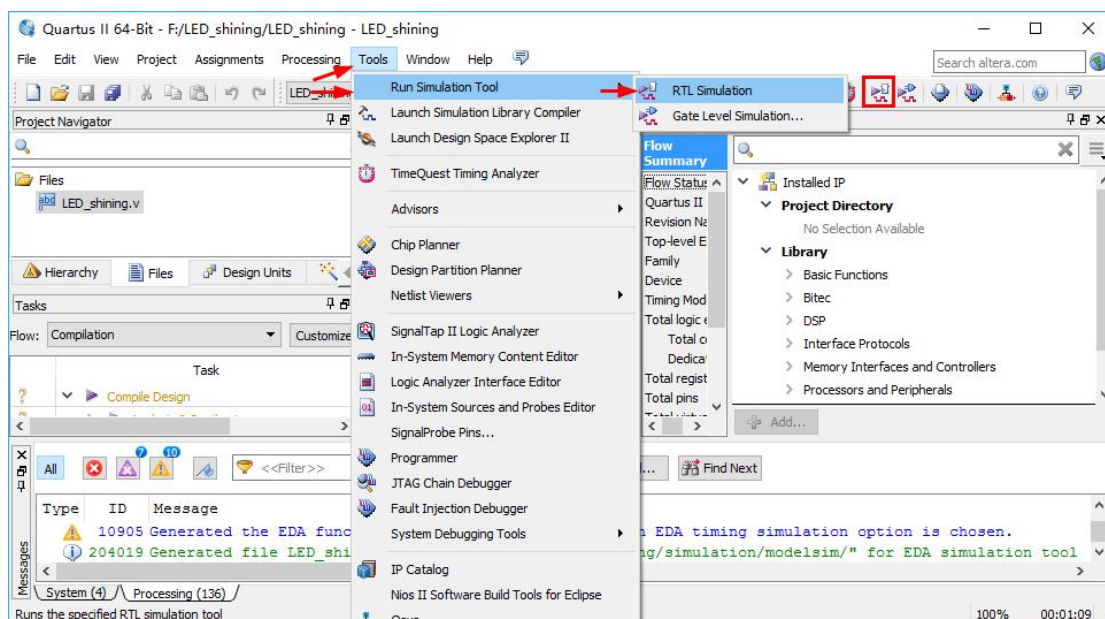 Quartus II 64-Bit - F:/LED_shining/LED_shining - LED_shining
File Edit View Project Assignments Processing Tools Window Help
Search altera.com
Project Navigator
Files
LED_shining.v
Hierarchy Files Design Units
Tasks
Flow: Compilation Customize
Task
Compile Design
Run Simulation Tool
Launch Simulation Library Compiler
Launch Design Space Explorer II
TimeQuest Timing Analyzer
Advisors
Chip Planner
Design Partition Planner
Netlist Viewers
SignalTap II Logic Analyzer
In-System Memory Content Editor
Logic Analyzer Interface Editor
In-System Sources and Probes Editor
SignalProbe Pins...
Programmer
JTAG Chain Debugger
Fault Injection Debugger
System Debugging Tools
IP Catalog
Nios II Software Build Tools for Eclipse
RTL Simulation
Gate Level Simulation...
Flow
Summary
Flow Status
Quartus II
Revision Na
Top-level E
Family
Device
Timing Mod
Total logic
Total c
Dedica
Total regist
Total pins
Installed IP
Project Directory
No Selection Available
Library
Basic Functions
Bitec
DSP
Interface Protocols
Memory Interfaces and Controllers
Processors and Peripherals
Add...
All 7 10 <<Filter>> Find Next
Type ID Message
10905 Generated the EDA func EDA timing simulation option is chosen.
204019 Generated file LED_shi ng/simulation/modelsim/" for EDA simulation tool
Messages
System (4) Processing (136)
Runs the specified RTL simulation tool 100% 00:01:09